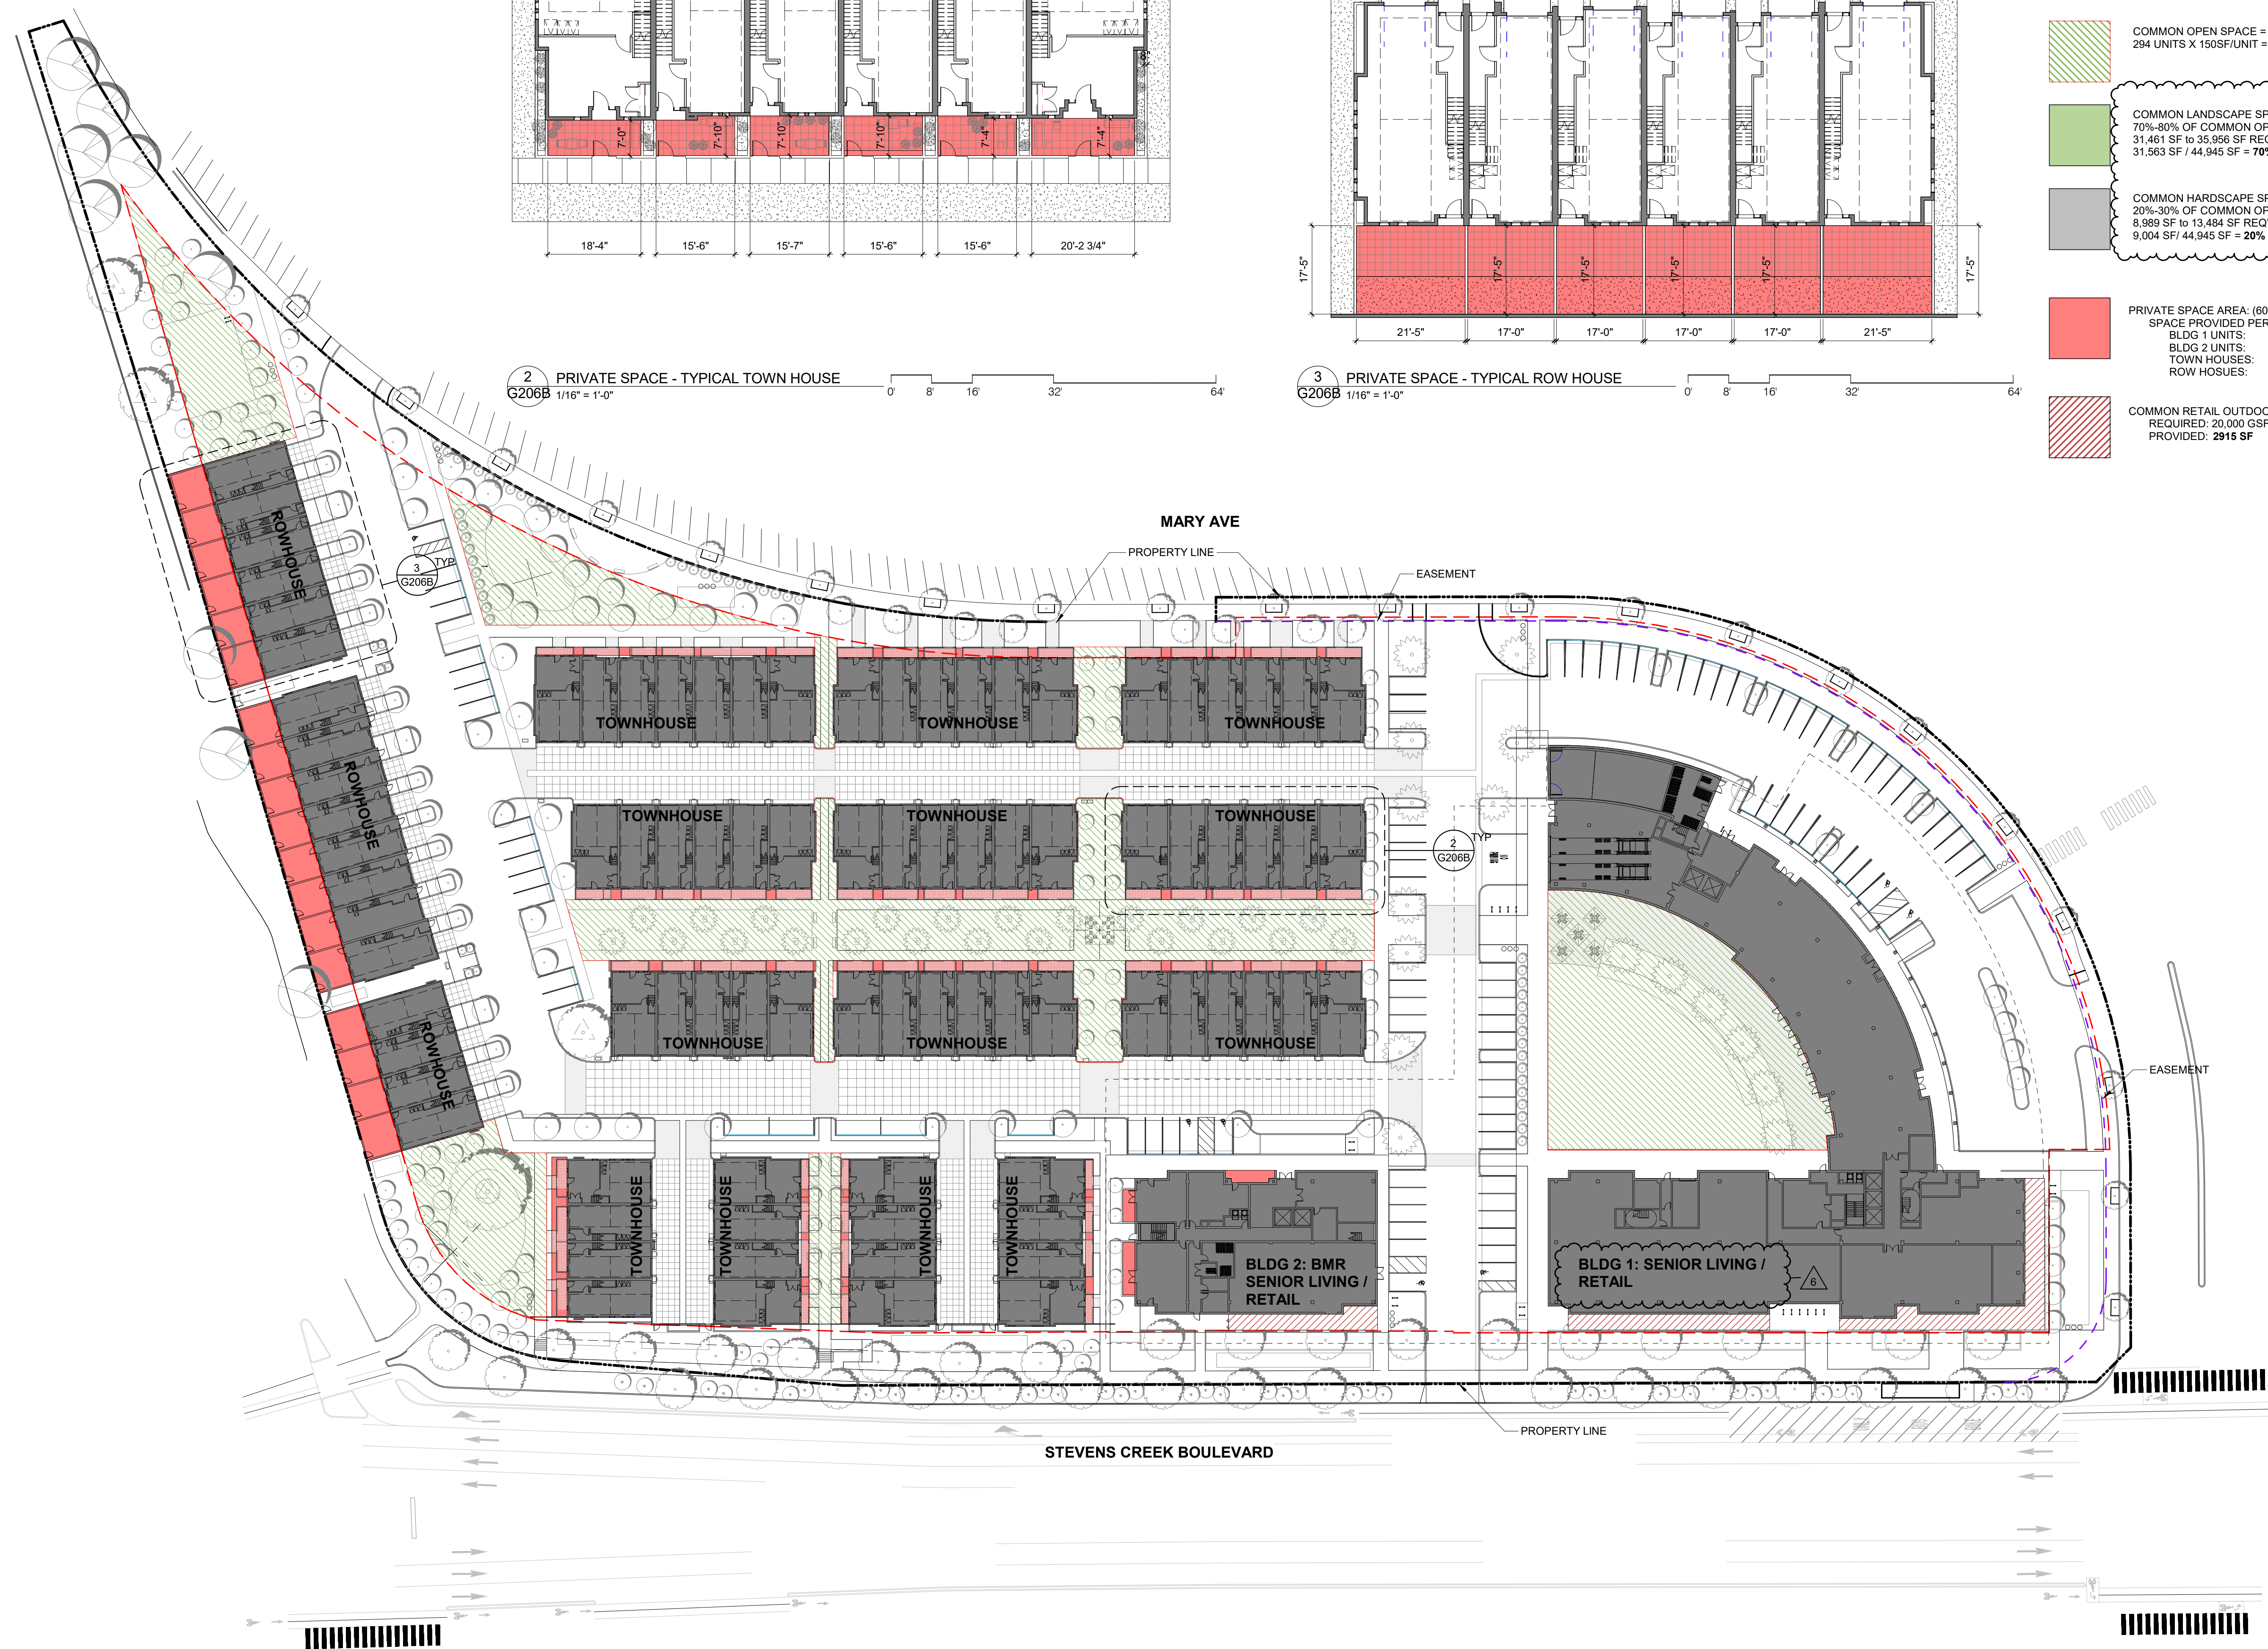 8"
7'-0"
7'-10"
7'-10"
7'-10"
7'-4"
7'-4"
18'-4"
15'-6"
15'-7"
15'-6"
15'-6"
20'-2 3/4"
2
G206B
PRIVATE SPACE - TYPICAL TOWN HOUSE
1/16" = 1'-0"
0'
8'
16'
32'
64'
17'-5"
17'-5"
17'-5"
17'-5"
17'-5"
17'-5"
21'-5"
17'-0"
17'-0"
17'-0"
17'-0"
21'-5"
3
G206B
PRIVATE SPACE - TYPICAL ROW HOUSE
1/16" = 1'-0"
0'
8'
16'
32'
64'
COMMON OPEN SPACE =
294 UNITS X 150SF/UNIT =
COMMON LANDSCAPE SP
70%-80% OF COMMON OP
31,461 SF to 35,956 SF REQ
31,563 SF / 44,945 SF = 70%
COMMON HARDSCAPE SP
20%-30% OF COMMON OP
8,989 SF to 13,484 SF REQ'
9,004 SF/ 44,945 SF = 20%
PRIVATE SPACE AREA: (60
SPACE PROVIDED PER
BLDG 1 UNITS:
BLDG 2 UNITS:
TOWN HOUSES:
ROW HOSUES:
COMMON RETAIL OUTDOO
REQUIRED: 20,000 GSF
PROVIDED: 2915 SF
MARY AVE
PROPERTY LINE
EASEMENT
ROWHOUSE
3
G206B
TYP
ROWHOUSE
ROWHOUSE
TOWNHOUSE
TOWNHOUSE
TOWNHOUSE
TOWNHOUSE
TOWNHOUSE
TOWNHOUSE
2
G206B
TYP
TOWNHOUSE
TOWNHOUSE
TOWNHOUSE
EASEMENT
TOWNHOUSE
TOWNHOUSE
TOWNHOUSE
TOWNHOUSE
BLDG 2: BMR
SENIOR LIVING /
RETAIL
BLDG 1: SENIOR LIVING /
RETAIL
6
PROPERTY LINE
STEVENS CREEK BOULEVARD